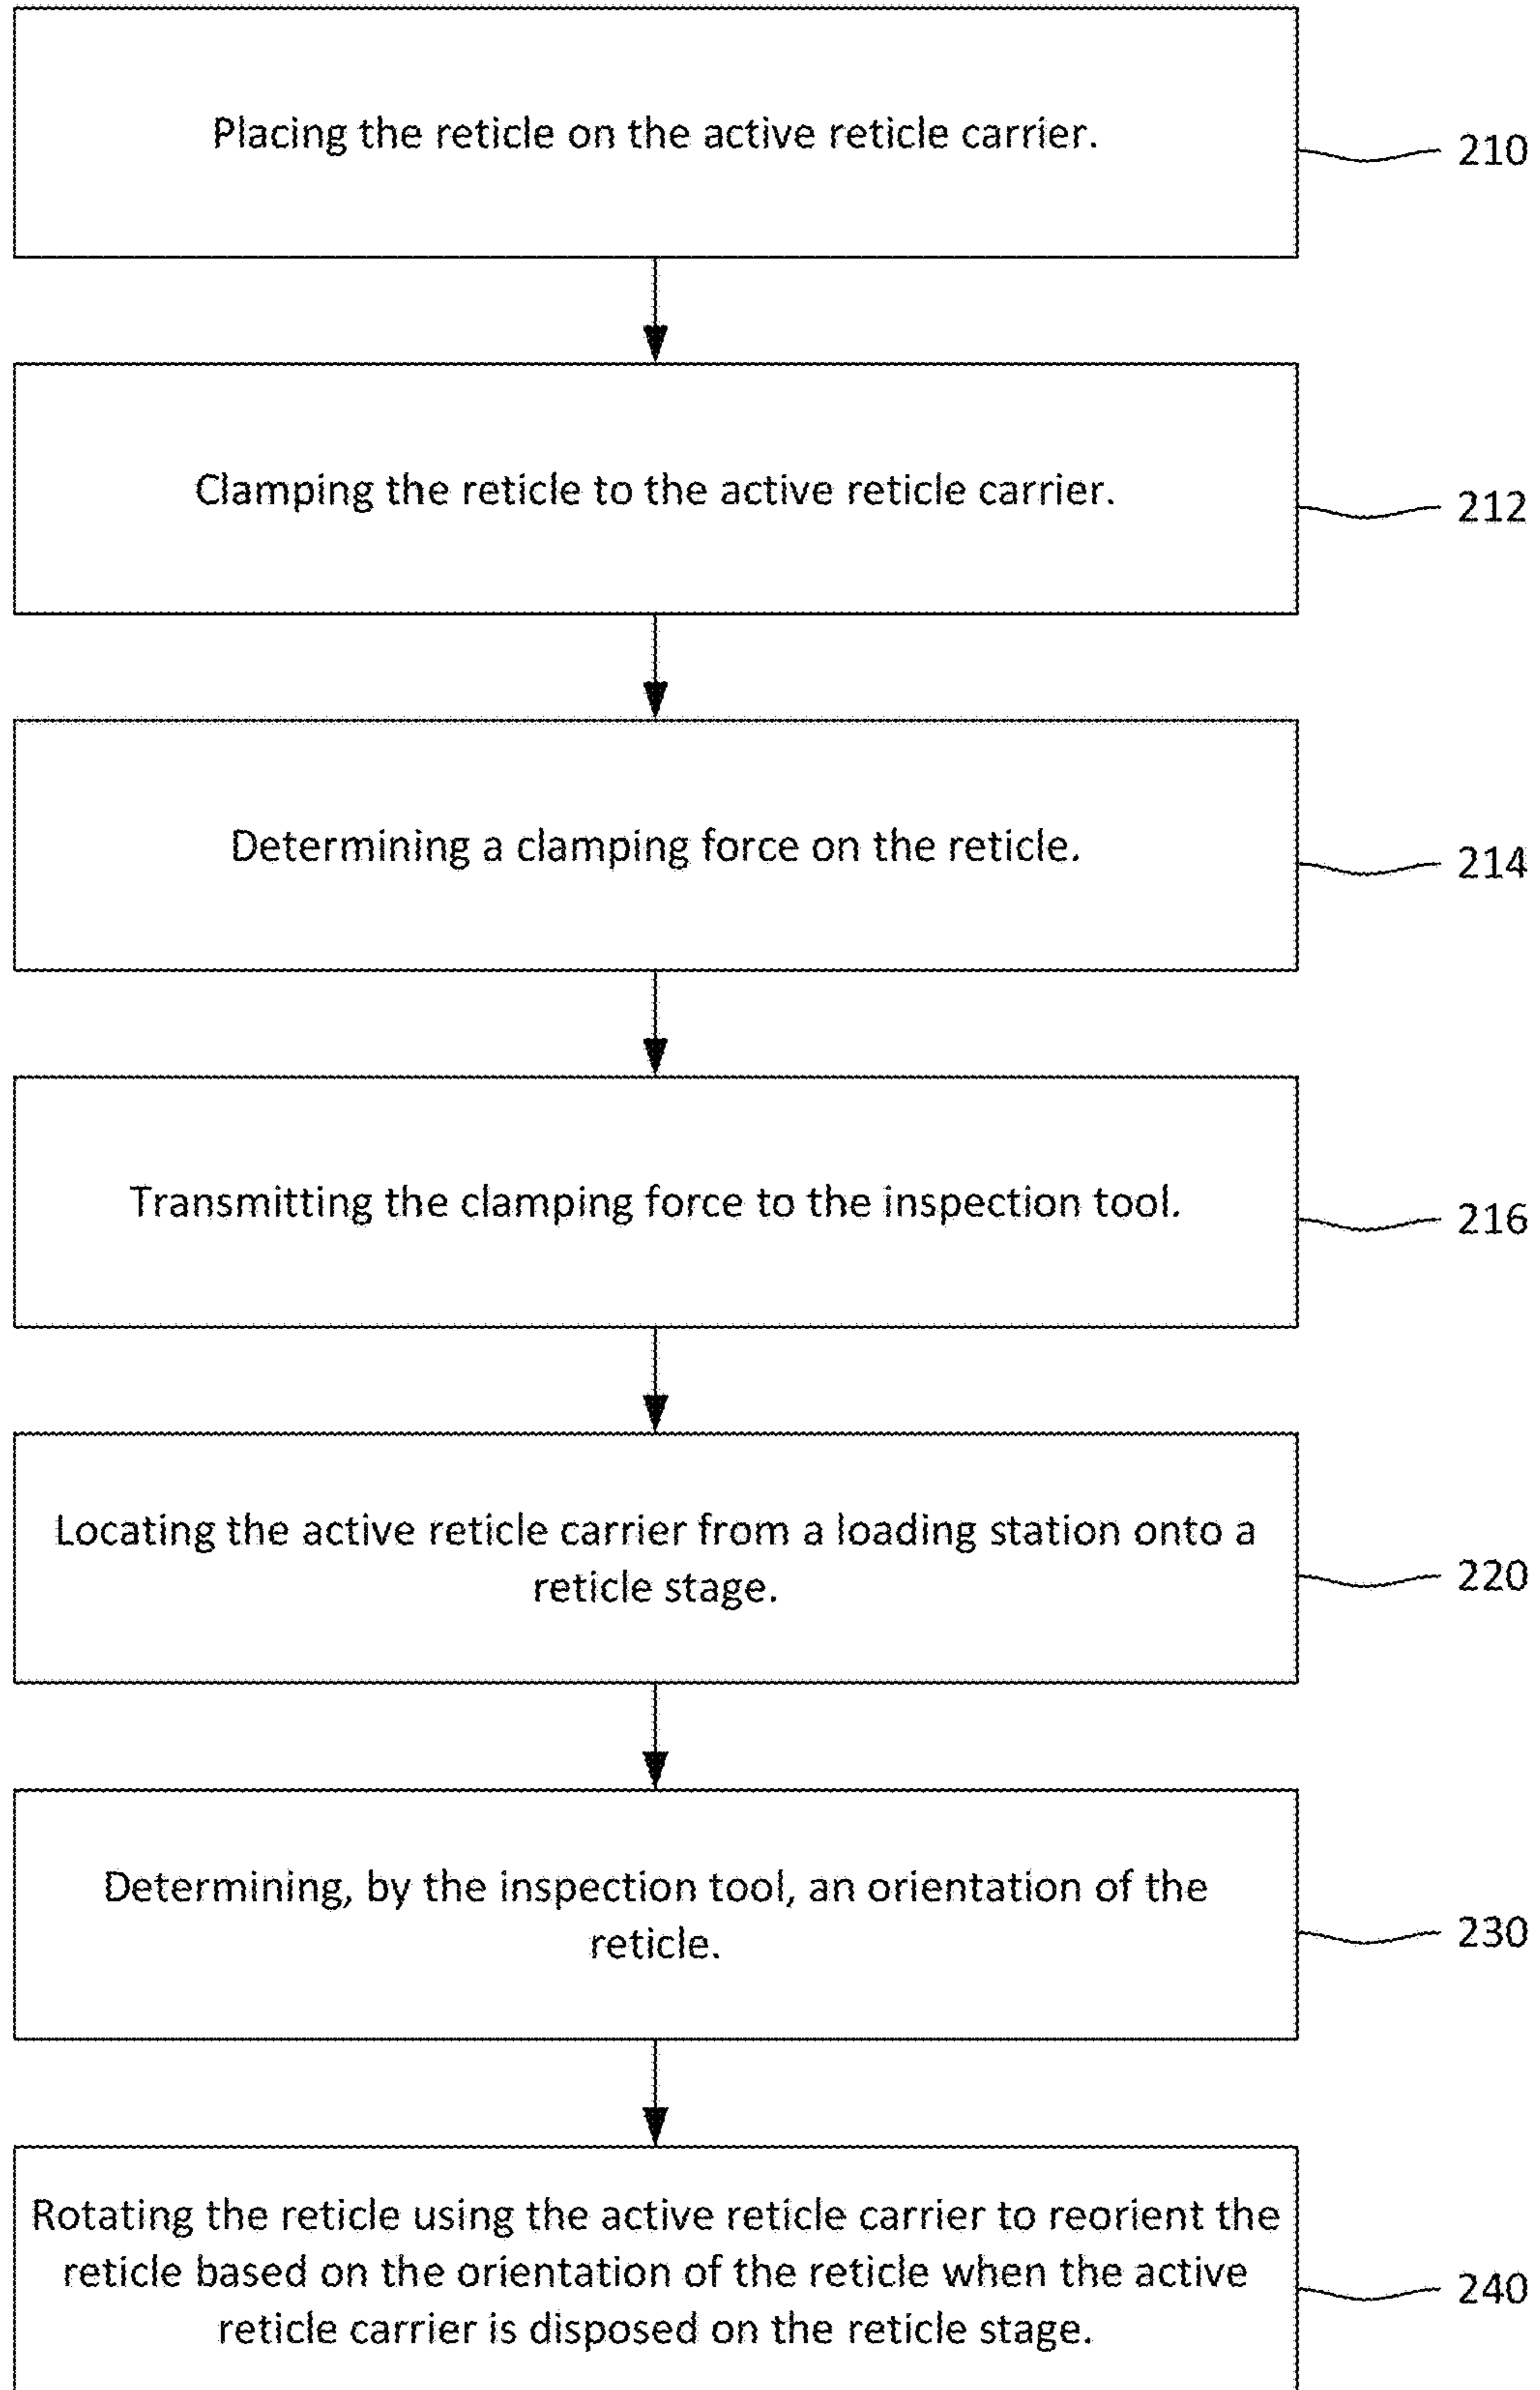 Placing the reticle on the active reticle carrier.
210
Clamping the reticle to the active reticle carrier.
212
Determining a clamping force on the reticle.
214
Transmitting the clamping force to the inspection tool.
216
Locating the active reticle carrier from a loading station onto a
reticle stage.
220
Determining, by the inspection tool, an orientation of the
reticle.
230
Rotating the reticle using the active reticle carrier to reorient the
reticle based on the orientation of the reticle when the active
reticle carrier is disposed on the reticle stage.
240